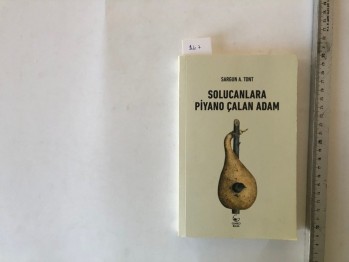 SARGUN A. TONT
SOLUCANLARA
PİYANO ÇALAN ADAM